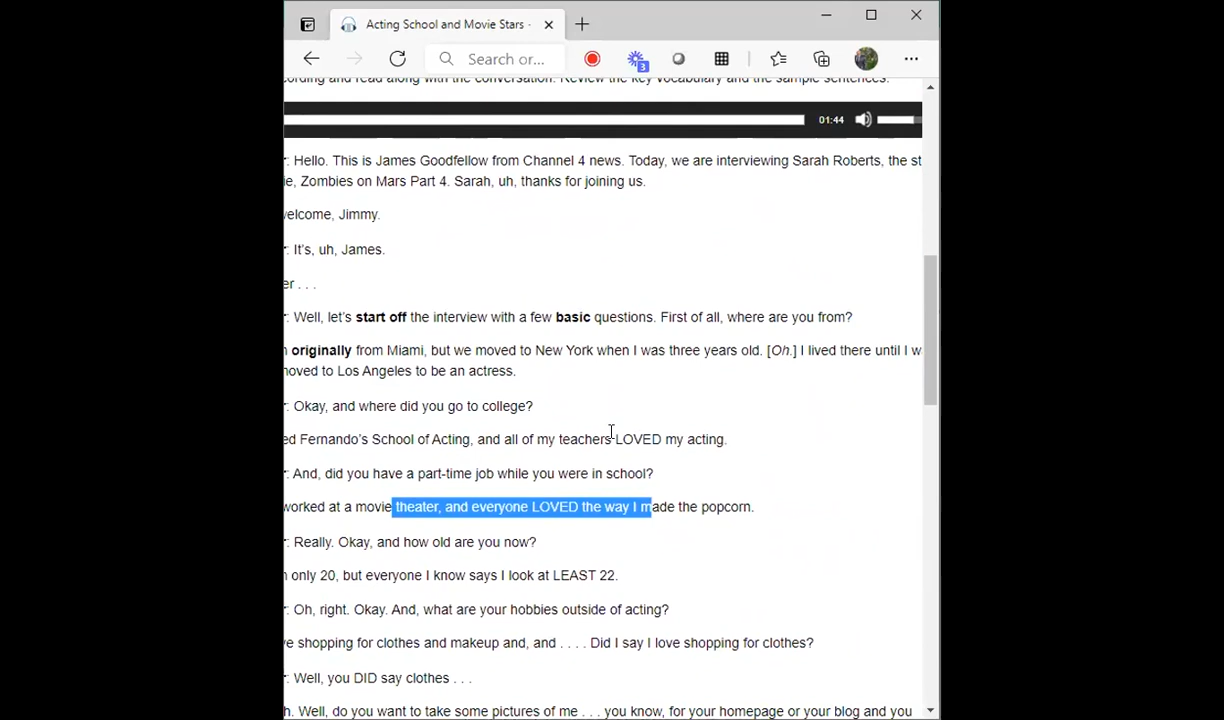 Acting School and Movie Stars -
Search or...
3
cording and read along with the conversation. Review the key vocabulary and the sample sentences.
01:44
r: Hello. This is James Goodfellow from Channel 4 news. Today, we are interviewing Sarah Roberts, the st
ie, Zombies on Mars Part 4. Sarah, uh, thanks for joining us.
welcome, Jimmy.
r: It's, uh, James.
er . . .
r: Well, let's start off the interview with a few basic questions. First of all, where are you from?
n originally from Miami, but we moved to New York when I was three years old. [Oh.] I lived there until I w
moved to Los Angeles to be an actress.
r: Okay, and where did you go to college?
ed Fernando's School of Acting, and all of my teachers LOVED my acting.
r: And, did you have a part-time job while you were in school?
worked at a movie theater, and everyone LOVED the way I made the popcorn.
r: Really. Okay, and how old are you now?
n only 20, but everyone I know says I look at LEAST 22.
r: Oh, right. Okay. And, what are your hobbies outside of acting?
ve shopping for clothes and makeup and, and . . . . Did I say I love shopping for clothes?
r: Well, you DID say clothes . . .
h. Well, do you want to take some pictures of me . . . you know, for your homepage or your blog and you